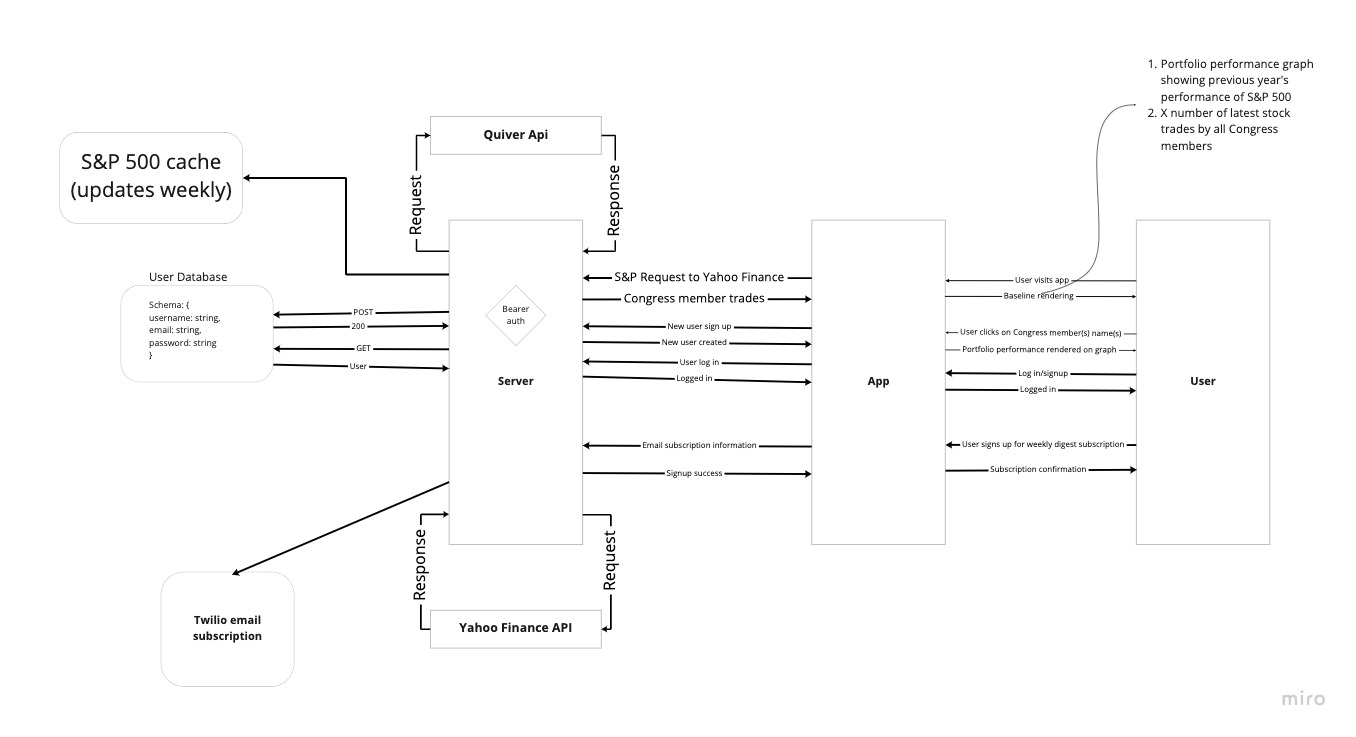 1. Portfolio performance graph
showing previous year's
performance of S&P 500
2. X number of latest stock
trades by all Congress
members
Quiver Api
S&P 500 cache
(updates weekly)
Request
Response
User Database
Schema: {
username: string,
email: string,
password: string
}
POST
200
GET
User
Bearer
auth
Server
S&P Request to Yahoo Finance
Congress member trades
New user sign up
New user created
User log in
Logged in
Email subscription information
Signup success
App
User visits app
Baseline rendering
User clicks on Congress member(s) name(s)
Portfolio performance rendered on graph
Log in/signup
Logged in
User signs up for weekly digest subscription
Subscription confirmation
User
Response
Request
Twilio email
subscription
Yahoo Finance API
miro